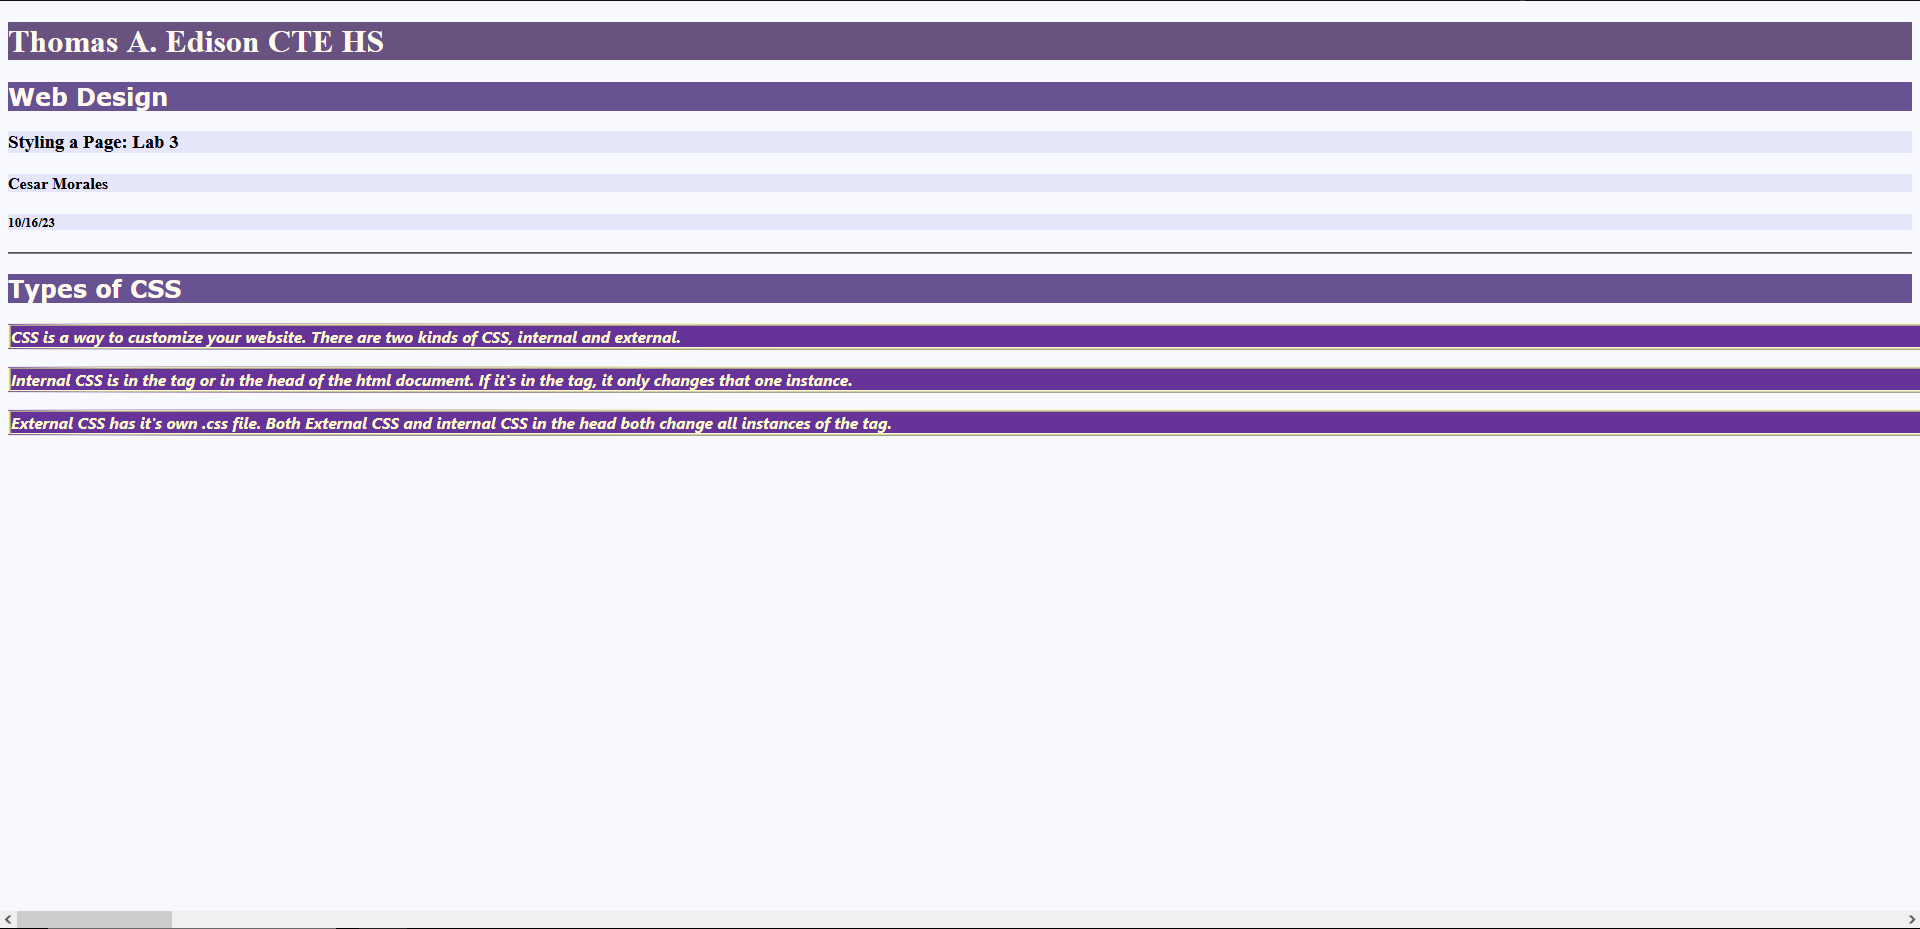 Thomas A. Edison CTE HS
Web Design
Styling a Page: Lab 3
Cesar Morales
10/16/23
Types of CSS
CSS is a way to customize your website. There are two kinds of CSS, internal and external.
Internal CSS is in the tag or in the head of the html document. If it's in the tag, it only changes that one instance.
External CSS has it's own .css file. Both External CSS and internal CSS in the head both change all instances of the tag.